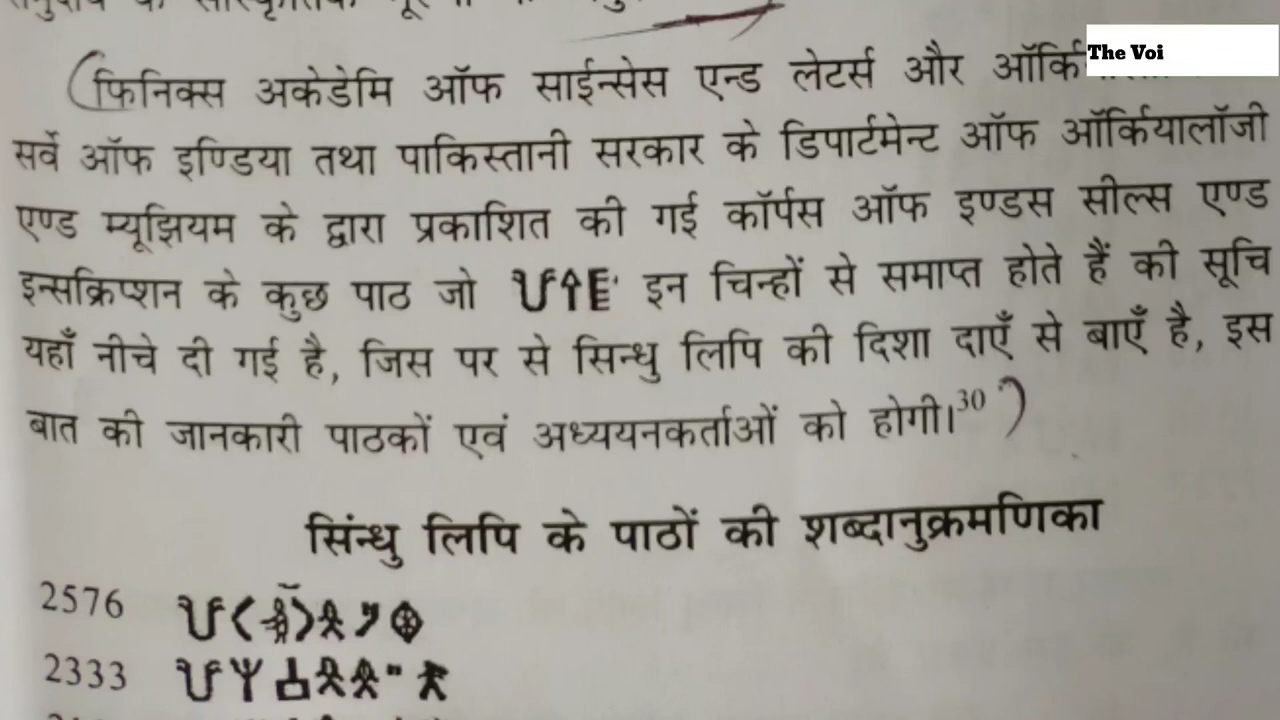 The Voi
(फिनिक्स अकेडेमि ऑफ साईन्सेस एन्ड लेटर्स और
सर्वे ऑफ इण्डिया तथा पाकिस्तानी सरकार के डिपार्टमेन्ट ऑफ ऑर्कियालॉजी
एण्ड म्यूझियम के द्वारा प्रकाशित की गई कॉर्पस ऑफ इण्डस सील्स एण्ड
इन्सक्रिप्शन के कुछ पाठ जो इन चिन्हों से समाप्त होते हैं की सूचि
यहाँ नीचे दी गई है, जिस पर से सिन्धु लिपि की दिशा दाएँ से बाएँ है, इस
बात की जानकारी पाठकों एवं अध्ययनकर्ताओं को होगी।30 )
सिंन्धु लिपि के पाठों की शब्दानुक्रमणिका
2576
2333